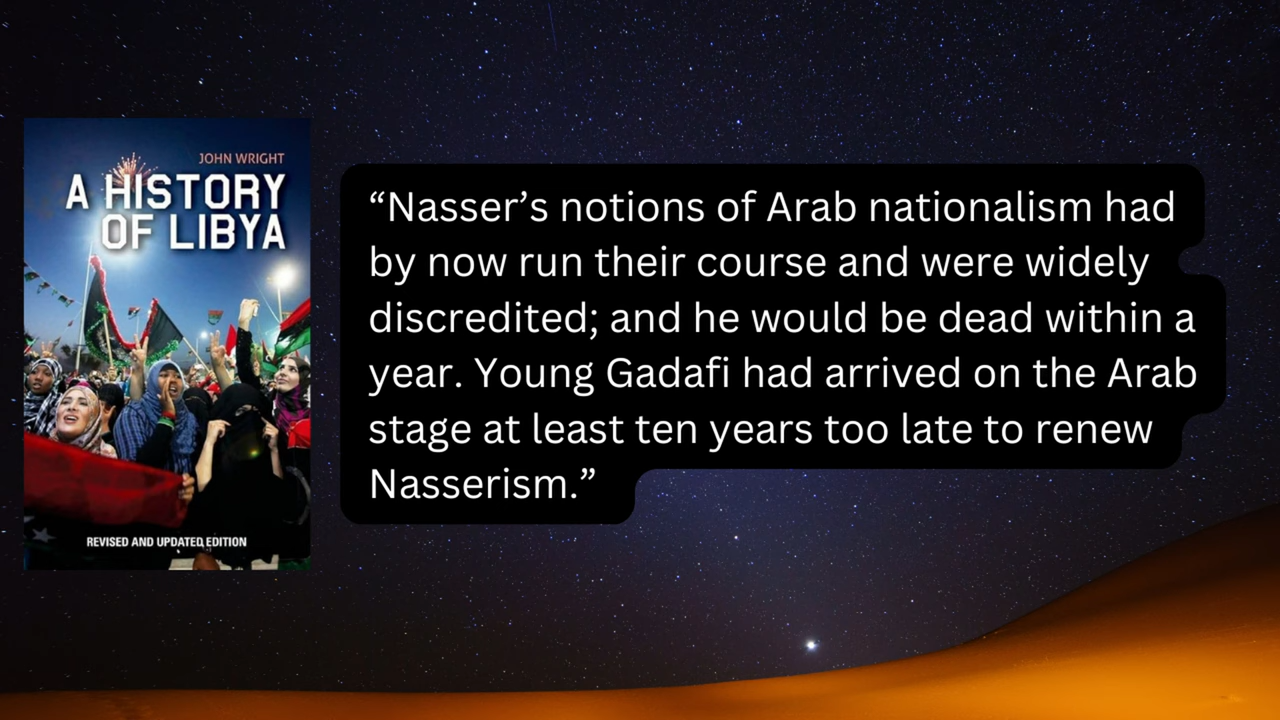 JOHN WRIGHT
A HISTORY
OF LIBYA
REVISED AND UPDATED EDITION
“Nasser’s notions of Arab nationalism had
by now run their course and were widely
discredited; and he would be dead within a
year. Young Gadafi had arrived on the Arab
stage at least ten years too late to renew
Nasserism.”